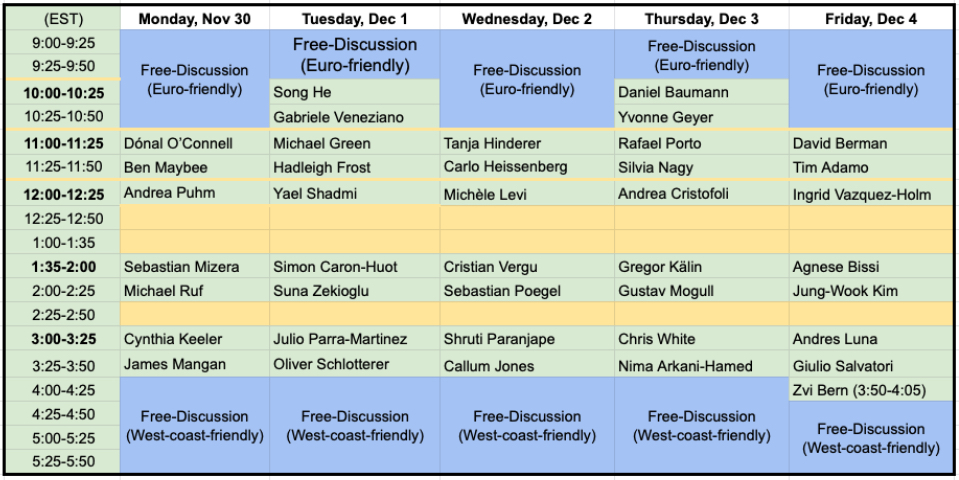 (EST) Monday, Nov 30 Tuesday, Dec 1 Wednesday, Dec 2 Thursday, Dec 3 Friday, Dec 4
9:00-9:25 Free-Discussion Free-Discussion
9:25-9:50 Free-Discussion (Euro-friendly) Free-Discussion (Euro-friendly) Free-Discussion
10:00-10:25 (Euro-friendly) Song He (Euro-friendly) Daniel Baumann (Euro-friendly)
10:25-10:50 Gabriele Veneziano Yvonne Geyer
11:00-11:25 Dónal O'Connell Michael Green Tanja Hinderer Rafael Porto David Berman
11:25-11:50 Ben Maybee Hadleigh Frost Carlo Heissenberg Silvia Nagy Tim Adamo
12:00-12:25 Andrea Puhm Yael Shadmi Michèle Levi Andrea Cristofoli Ingrid Vazquez-Holm
12:25-12:50
1:00-1:35
1:35-2:00 Sebastian Mizera Simon Caron-Huot Cristian Vergu Gregor Kälin Agnese Bissi
2:00-2:25 Michael Ruf Suna Zekioglu Sebastian Poegel Gustav Mogull Jung-Wook Kim
2:25-2:50
3:00-3:25 Cynthia Keeler Julio Parra-Martinez Shruti Paranjape Chris White Andres Luna
3:25-3:50 James Mangan Oliver Schlotterer Callum Jones Nima Arkani-Hamed Giulio Salvatori
4:00-4:25 Zvi Bern (3:50-4:05)
4:25-4:50 Free-Discussion Free-Discussion Free-Discussion Free-Discussion Free-Discussion
5:00-5:25 (West-coast-friendly) (West-coast-friendly) (West-coast-friendly) (West-coast-friendly) (West-coast-friendly)
5:25-5:50